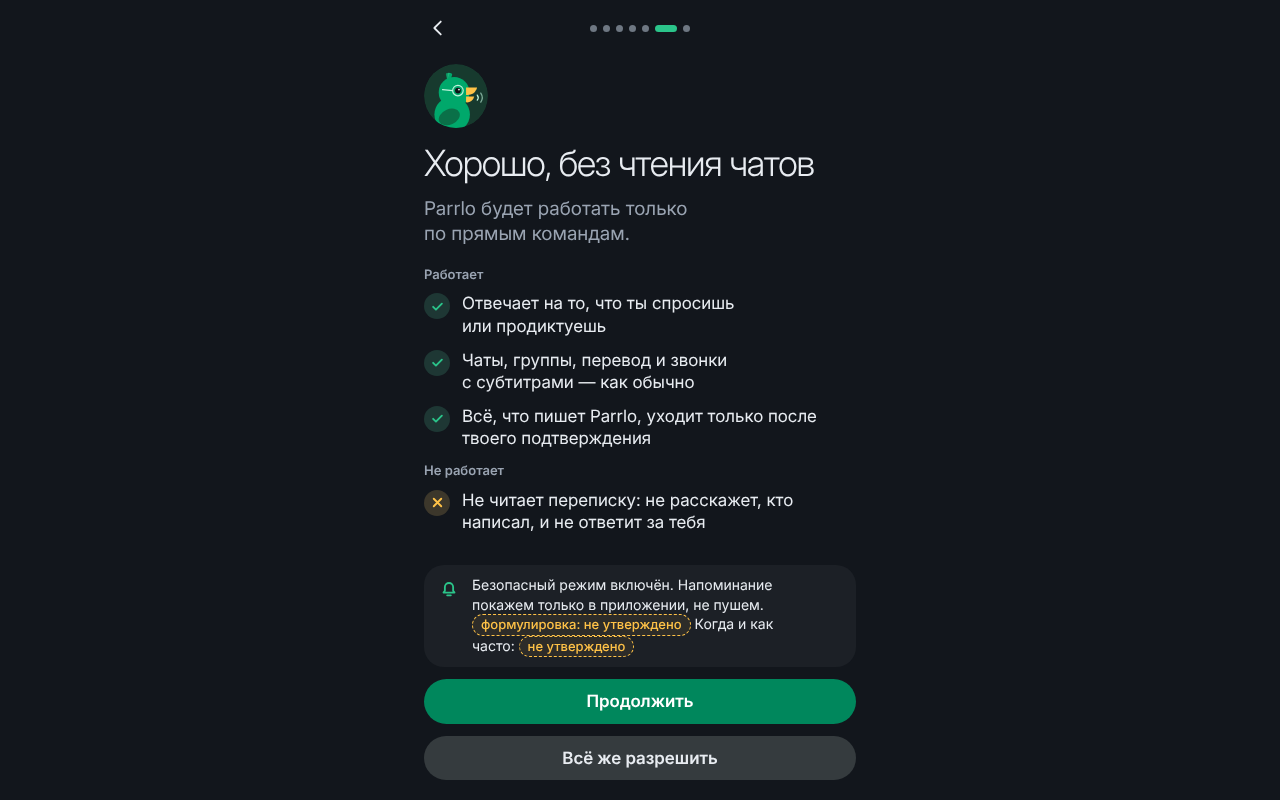 Хорошо, без чтения чатов
Parrlo будет работать только
по прямым командам.
Работает
Отвечает на то, что ты спросишь
или продиктуешь
Чаты, группы, перевод и звонки
с субтитрами — как обычно
Всё, что пишет Parrlo, уходит только после
твоего подтверждения
Не работает
Не читает переписку: не расскажет, кто
написал, и не ответит за тебя
Безопасный режим включён. Напоминание
покажем только в приложении, не пушем.
формулировка: не утверждено Когда и как
часто: не утверждено
Продолжить
Всё же разрешить